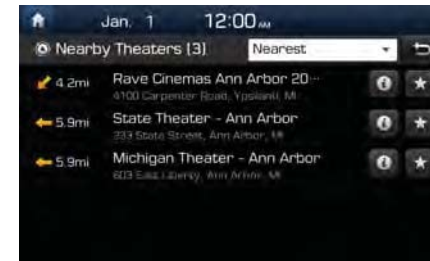 Jan. 1 12:00 AM
Nearby Theaters (3) Nearest
4.2mi Rave Cinemas Ann Arbor 20···
4100 Carpenter Road, Ypsilanti, MI
5.9mi State Theater - Ann Arbor
233 State Street, Ann Arbor, MI
5.9mi Michigan Theater - Ann Arbor
603 East Liberty, Ann Arbor, MI